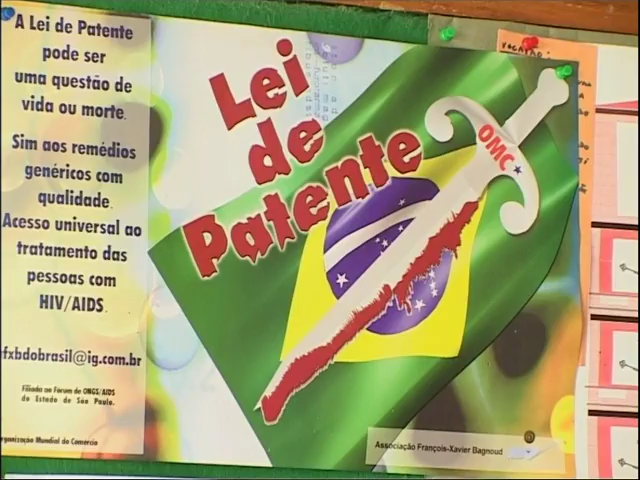 A Lei de Patente
pode ser
uma questão de
vida ou morte.
Sim aos remédios
genéricos com
qualidade.
Acesso universal ao
tratamento das
pessoas com
HIV/AIDS
fxbdobrasil@ig.com.br
Filiada ao Fórum de ONGS/AIDS
do Estado de São Paulo.
rganização Mundial do Comercio
Lei
de
Patente
OMC
Associação François-Xavier Bagnoud